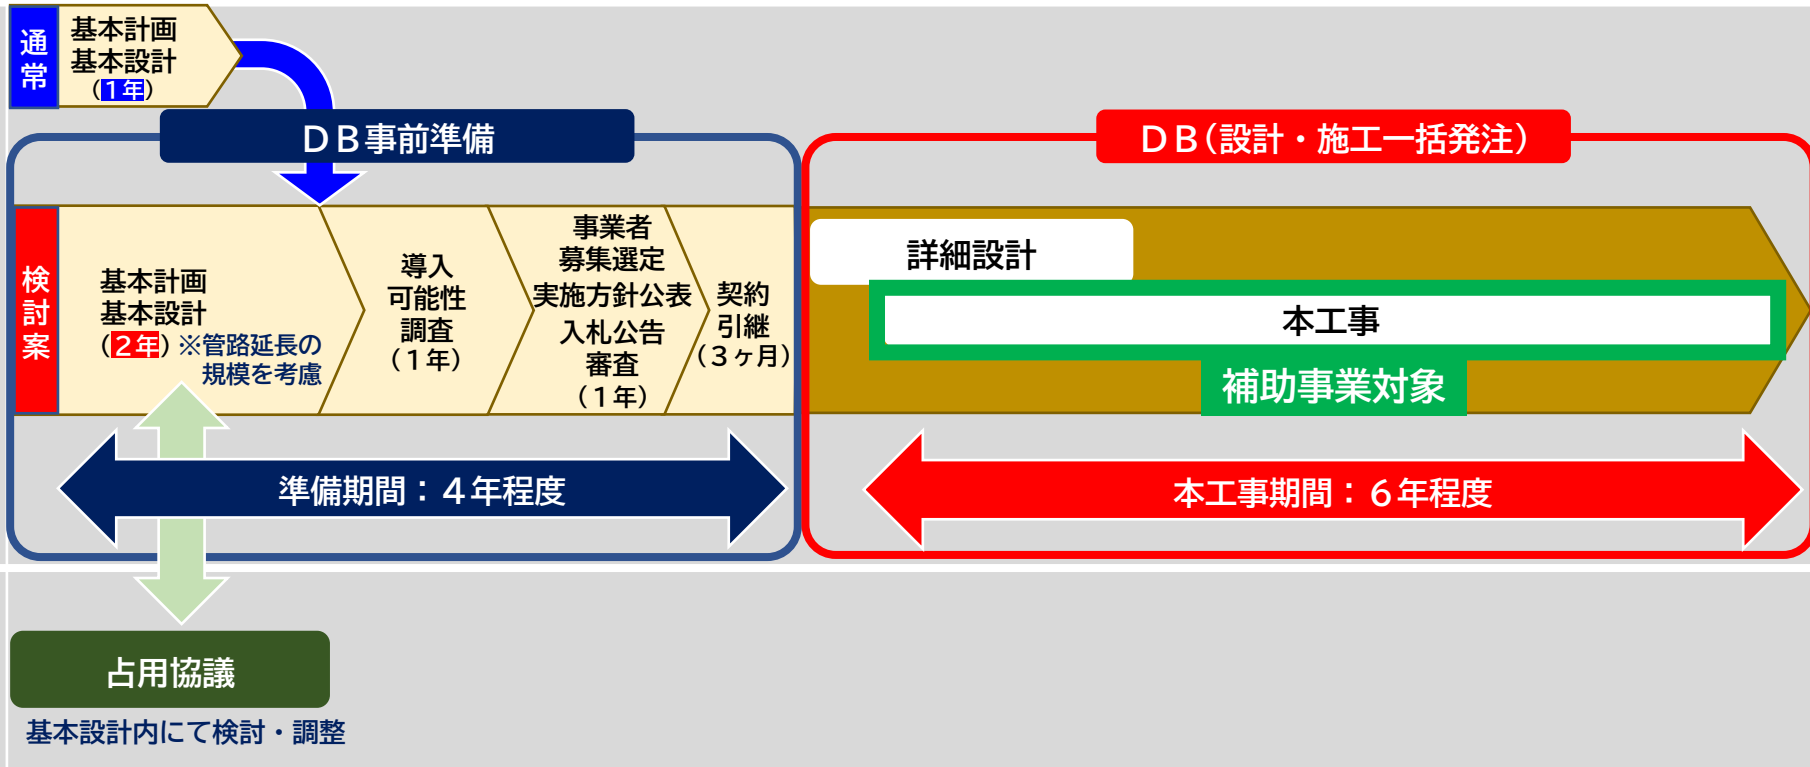 通常
基本計画
基本設計
（１年）
ＤＢ事前準備
ＤＢ（設計・施工一括発注）
検討案
基本計画
基本設計
（２年）※管路延長の
規模を考慮
導入
可能性
調査
（１年）
事業者
募集選定
実施方針公表
入札公告
審査
（１年）
契約
引継
（３ヶ月）
詳細設計
本工事
補助事業対象
準備期間：４年程度
本工事期間：６年程度
占用協議
基本設計内にて検討・調整